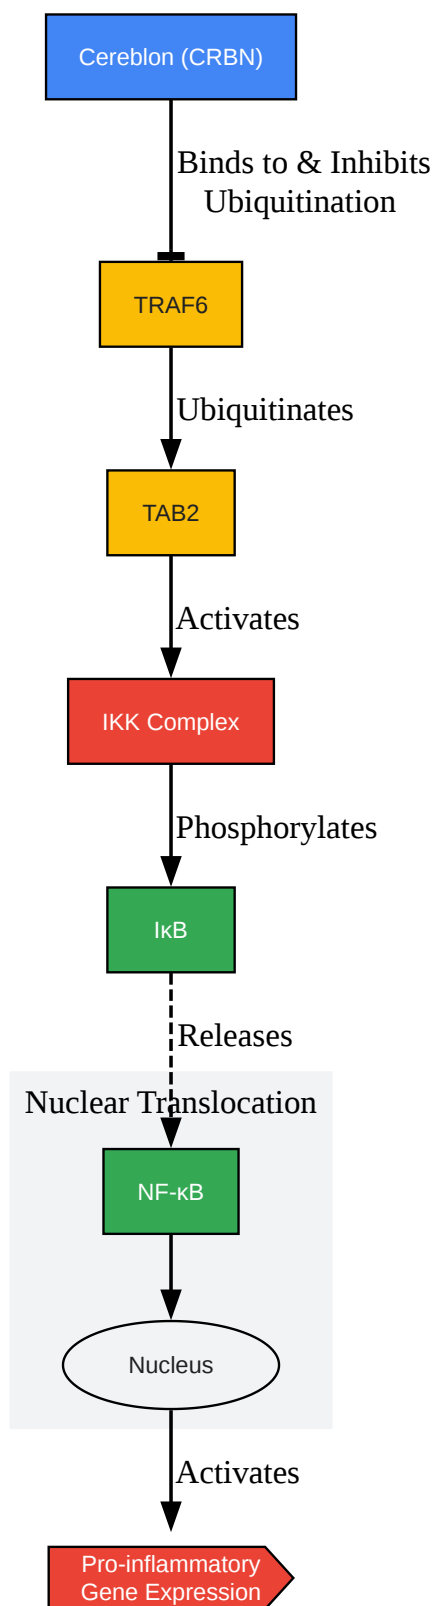 Cereblon (CRBN)
Binds to & Inhibits
Ubiquitination
TRAF6
Ubiquitinates
TAB2
Activates
IKK Complex
Phosphorylates
IκB
Releases
Nuclear Translocation
NF-κB
Nucleus
Activates
Pro-inflammatory
Gene Expression